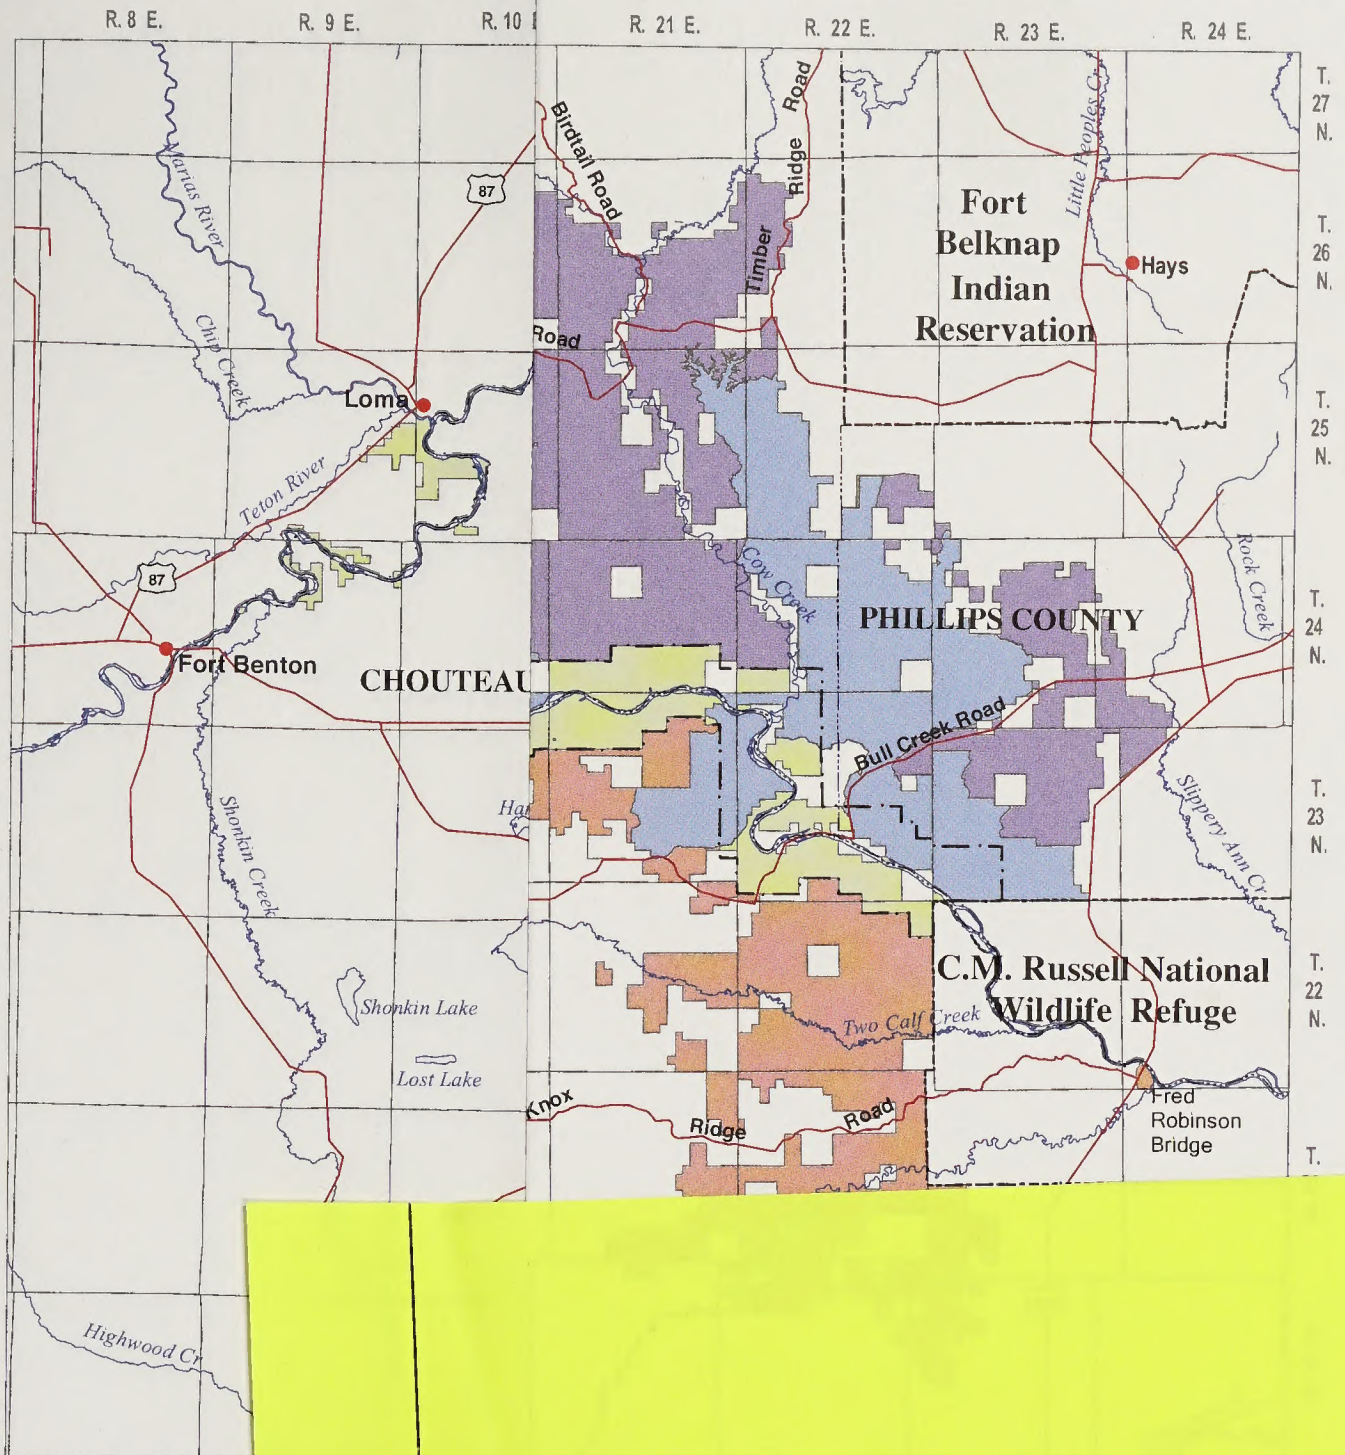 R. 8 E.
R. 9 E.
R. 10
R. 21 E.
R. 22 E.
R. 23 E.
R. 24 E.
T.
27
N.
T.
26
N.
T.
25
N.
T.
24
N.
T.
23
N.
T.
22
N.
T.
Marias River
87
Birdtail Road
Ridge Road
Timber
Little Peoples Cr
Fort
Belknap
Indian
Reservation
Hays
Chip Creek
Road
Loma
Teton River
87
Cow Creek
Rock Creek
PHILLIPS COUNTY
Fort Benton
CHOUTEAU
Bull Creek Road
Shonkin Creek
Slippery Ann Cr.
C.M. Russell National
Wildlife Refuge
Shonkin Lake
Two Calf Creek
Lost Lake
Knox
Ridge
Road
Fred
Robinson
Bridge
Highwood Cr